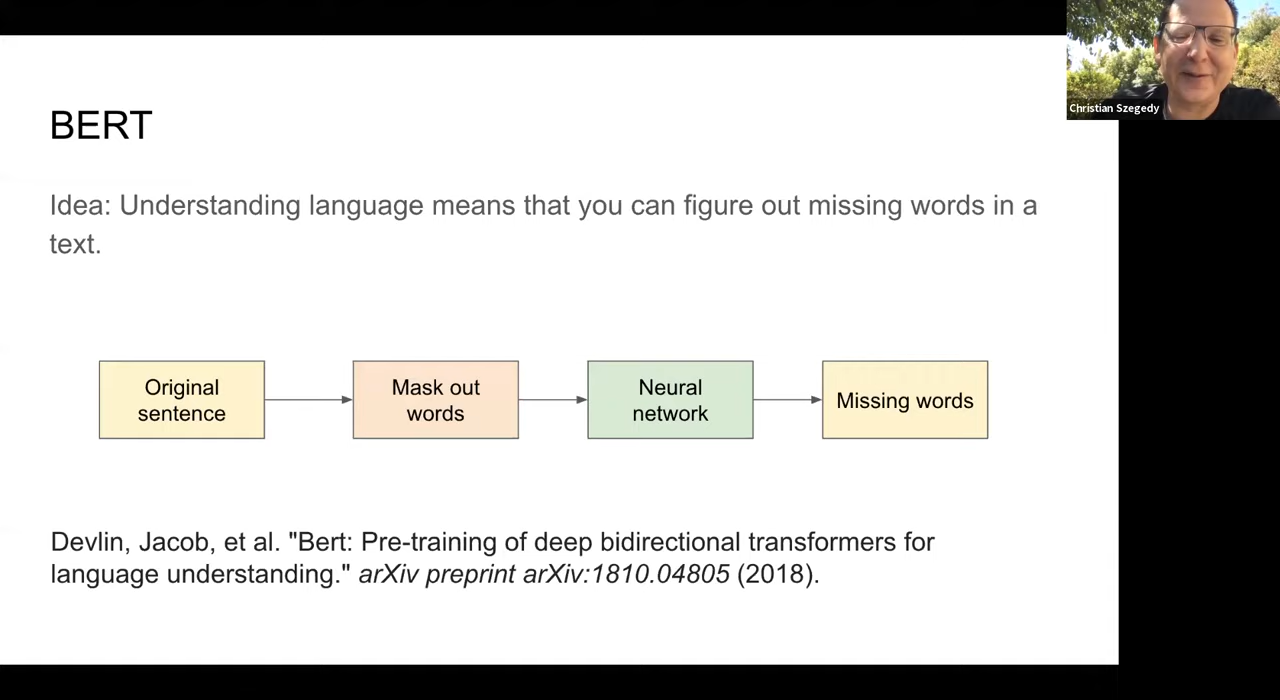 Christian Szegedy
BERT
Idea: Understanding language means that you can figure out missing words in a
text.
Original
sentence
Mask out
words
Neural
network
Missing words
Devlin, Jacob, et al. "Bert: Pre-training of deep bidirectional transformers for
language understanding." arXiv preprint arXiv:1810.04805 (2018).